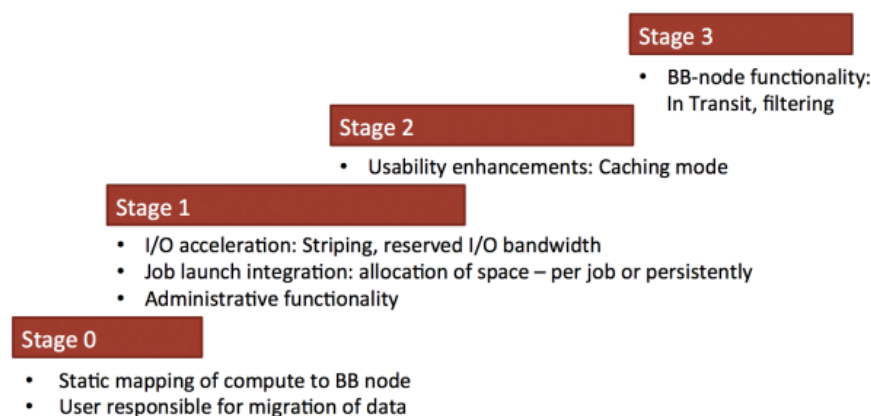 Stage 3
• BB-node functionality:
In Transit, filtering
Stage 2
• Usability enhancements: Caching mode
Stage 1
• I/O acceleration: Striping, reserved I/O bandwidth
• Job launch integration: allocation of space – per job or persistently
• Administrative functionality
Stage 0
• Static mapping of compute to BB node
• User responsible for migration of data